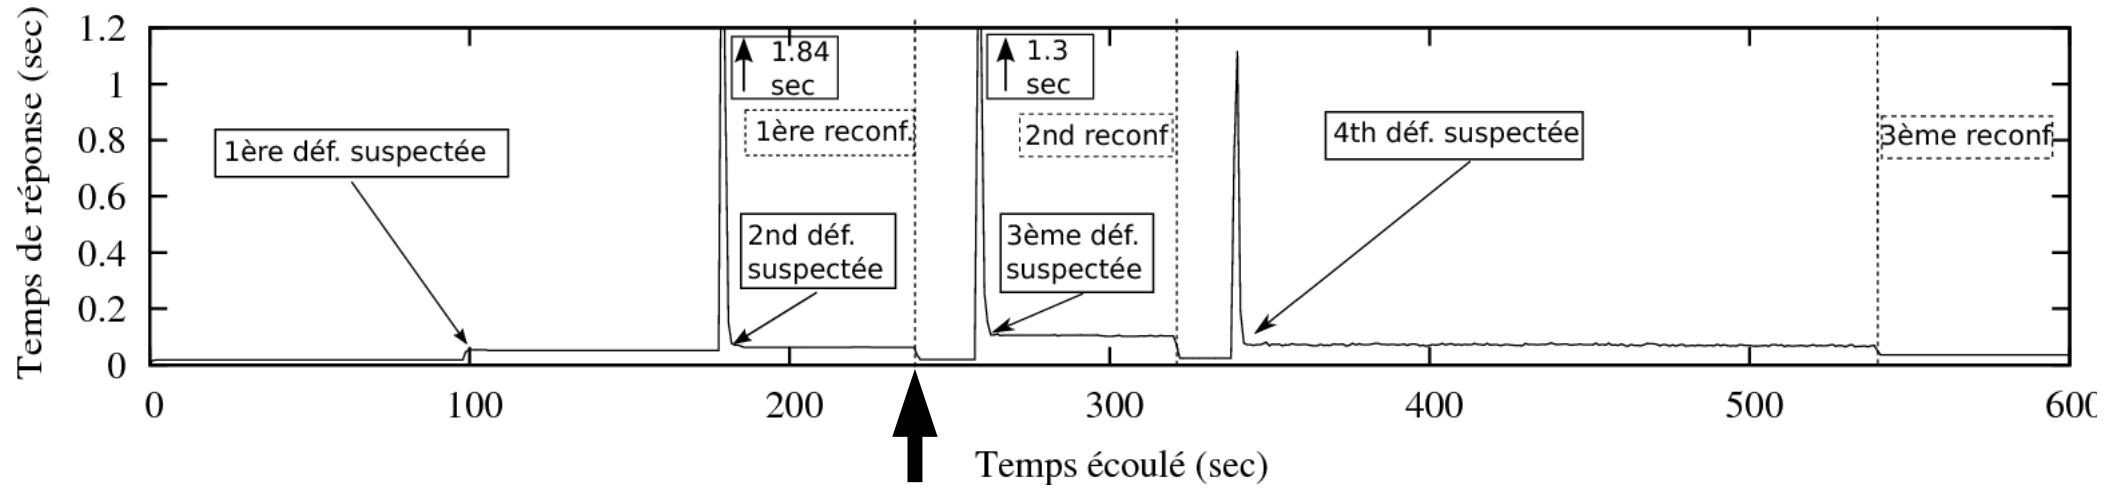 Temps de réponse (sec)
1.2
1
0.8
0.6
0.4
0.2
0
1.84
sec
1.3
sec
1ère déf. suspectée
1ère reconf.
2nd reconf
4th déf. suspectée
3ème reconf
2nd déf.
suspectée
3ème déf.
suspectée
0 100 200 300 400 500 600
Temps écoulé (sec)